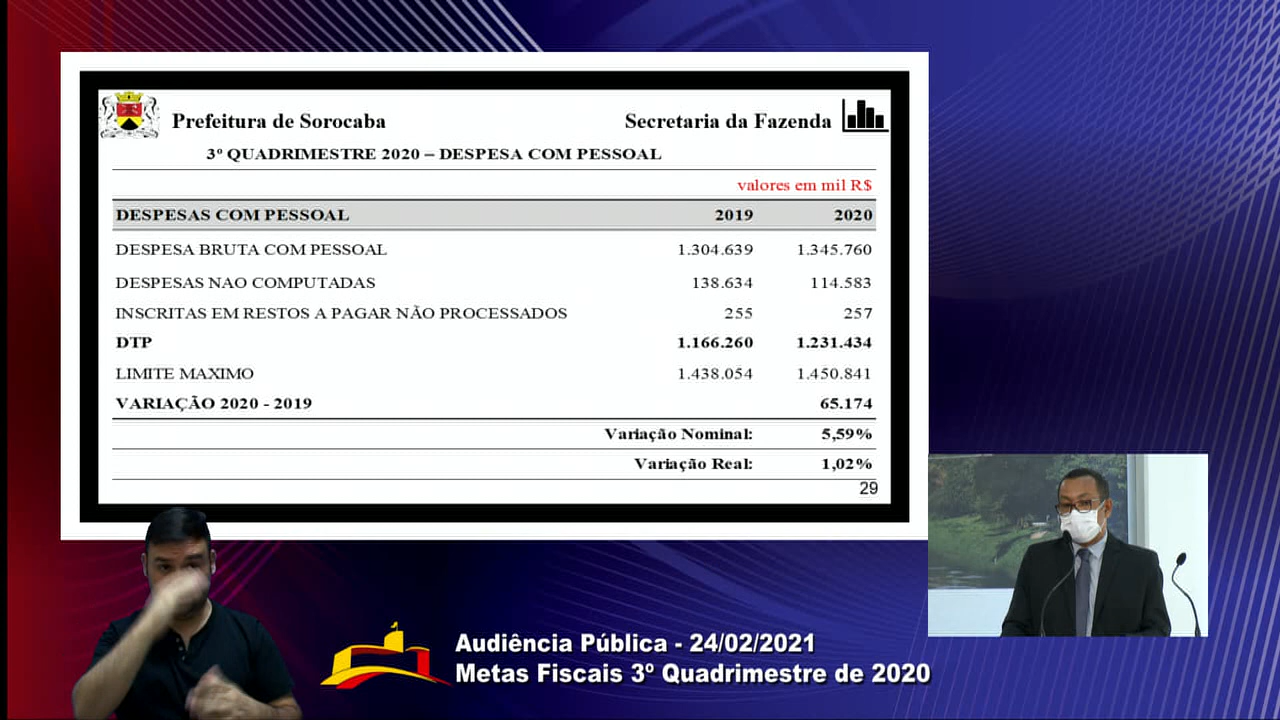 Prefeitura de Sorocaba Secretaria da Fazenda
3º QUADRIMESTRE 2020 – DESPESA COM PESSOAL
valores em mil R$
DESPESAS COM PESSOAL 2019 2020
DESPESA BRUTA COM PESSOAL 1.304.639 1.345.760
DESPESAS NAO COMPUTADAS 138.634 114.583
INSCRITAS EM RESTOS A PAGAR NÃO PROCESSADOS 255 257
DTP 1.166.260 1.231.434
LIMITE MAXIMO 1.438.054 1.450.841
VARIAÇÃO 2020 - 2019 65.174
Variação Nominal: 5,59%
Variação Real: 1,02%
29
Audiência Pública - 24/02/2021
Metas Fiscais 3º Quadrimestre de 2020